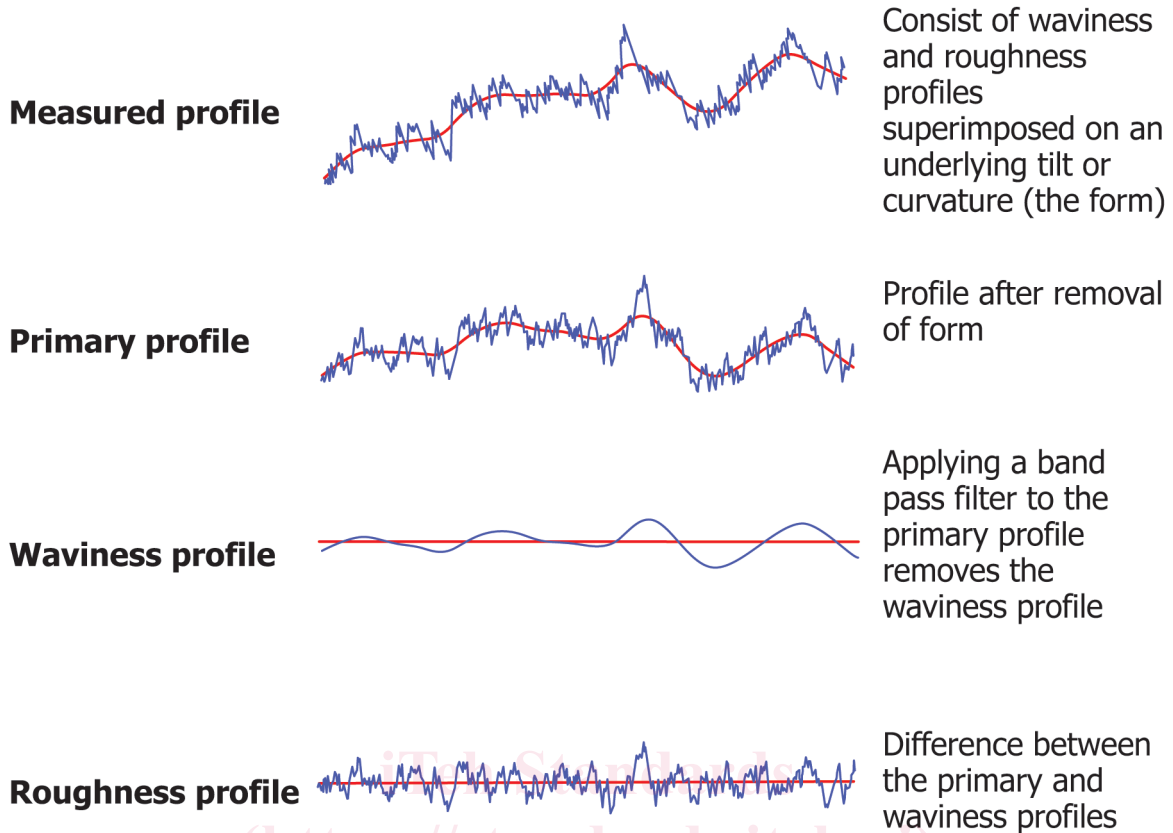 Measured profile
Consist of waviness
and roughness
profiles
superimposed on an
underlying tilt or
curvature (the form)
Primary profile
Profile after removal
of form
Waviness profile
Applying a band
pass filter to the
primary profile
removes the
waviness profile
Roughness profile
Difference between
the primary and
waviness profiles
iTeh Standards